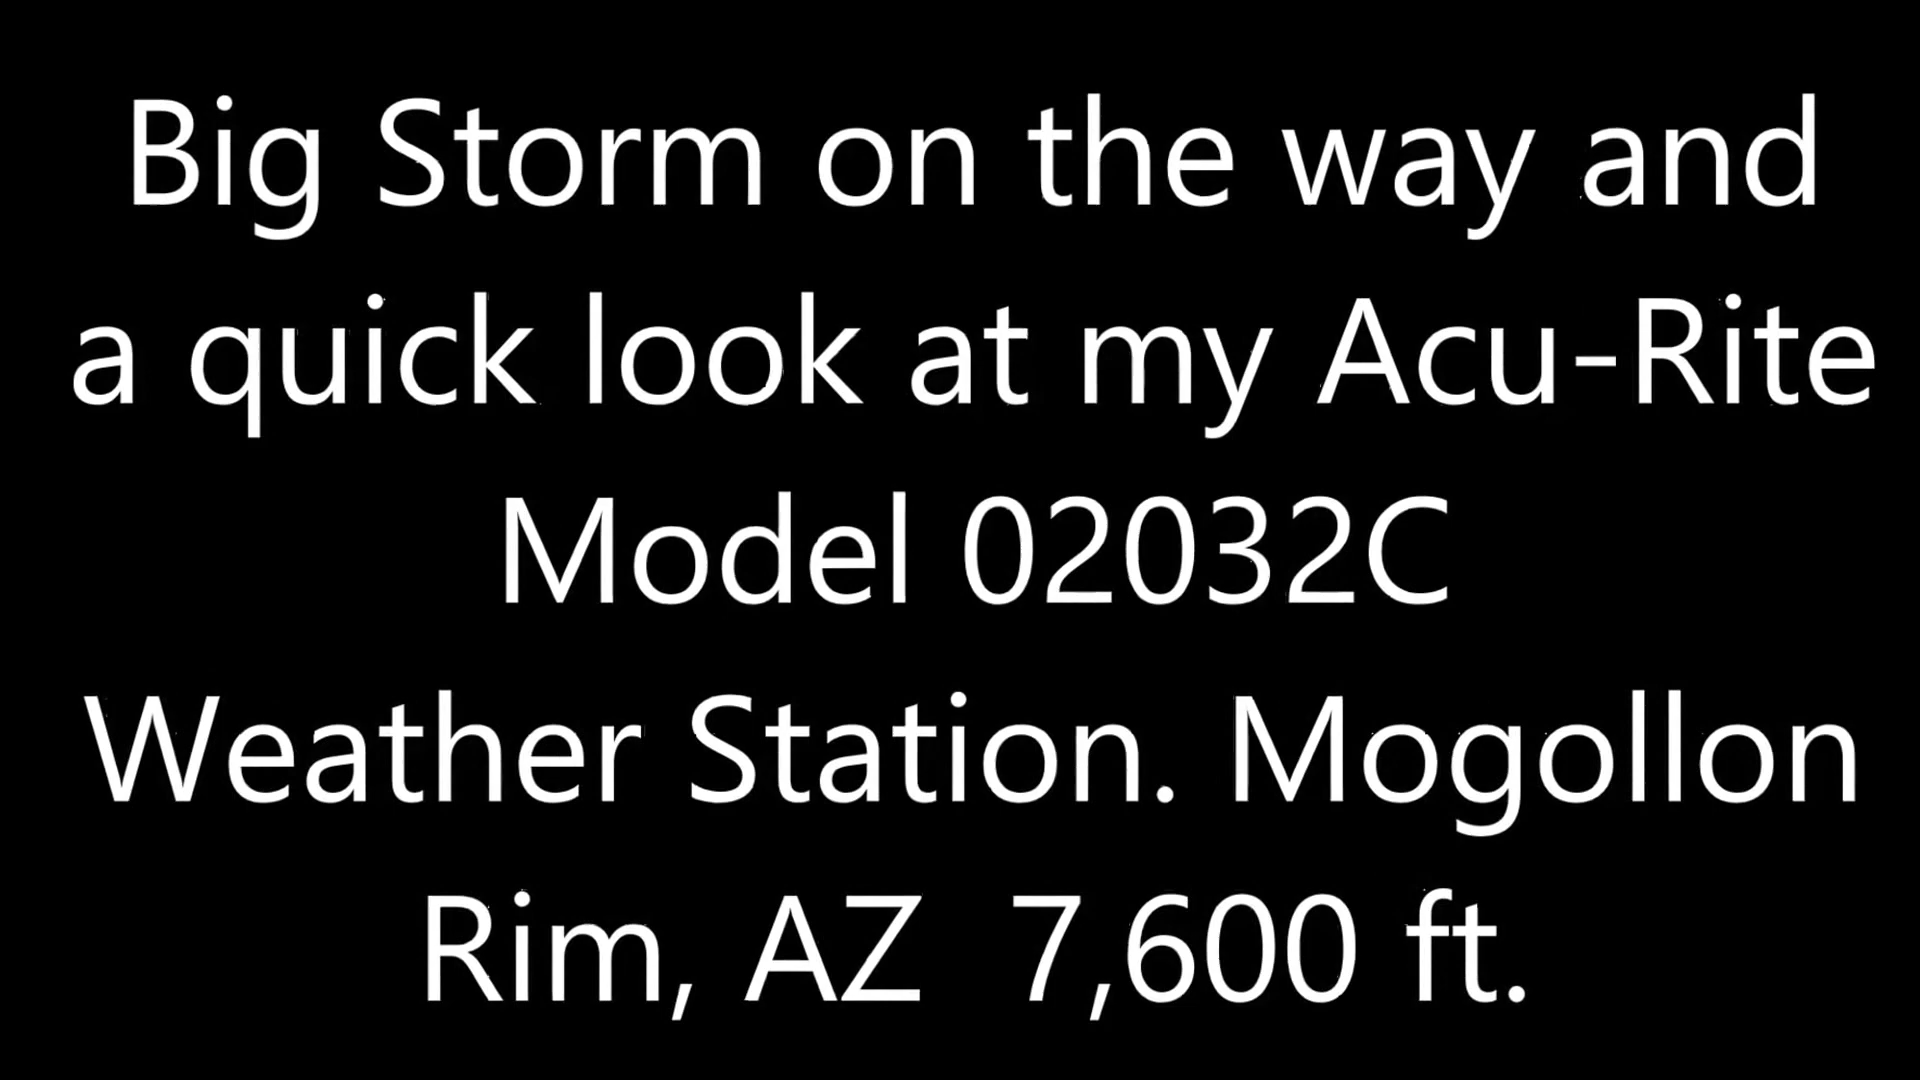 Big Storm on the way and
a quick look at my Acu-Rite
Model 02032C
Weather Station. Mogollon
Rim, AZ  7,600 ft.